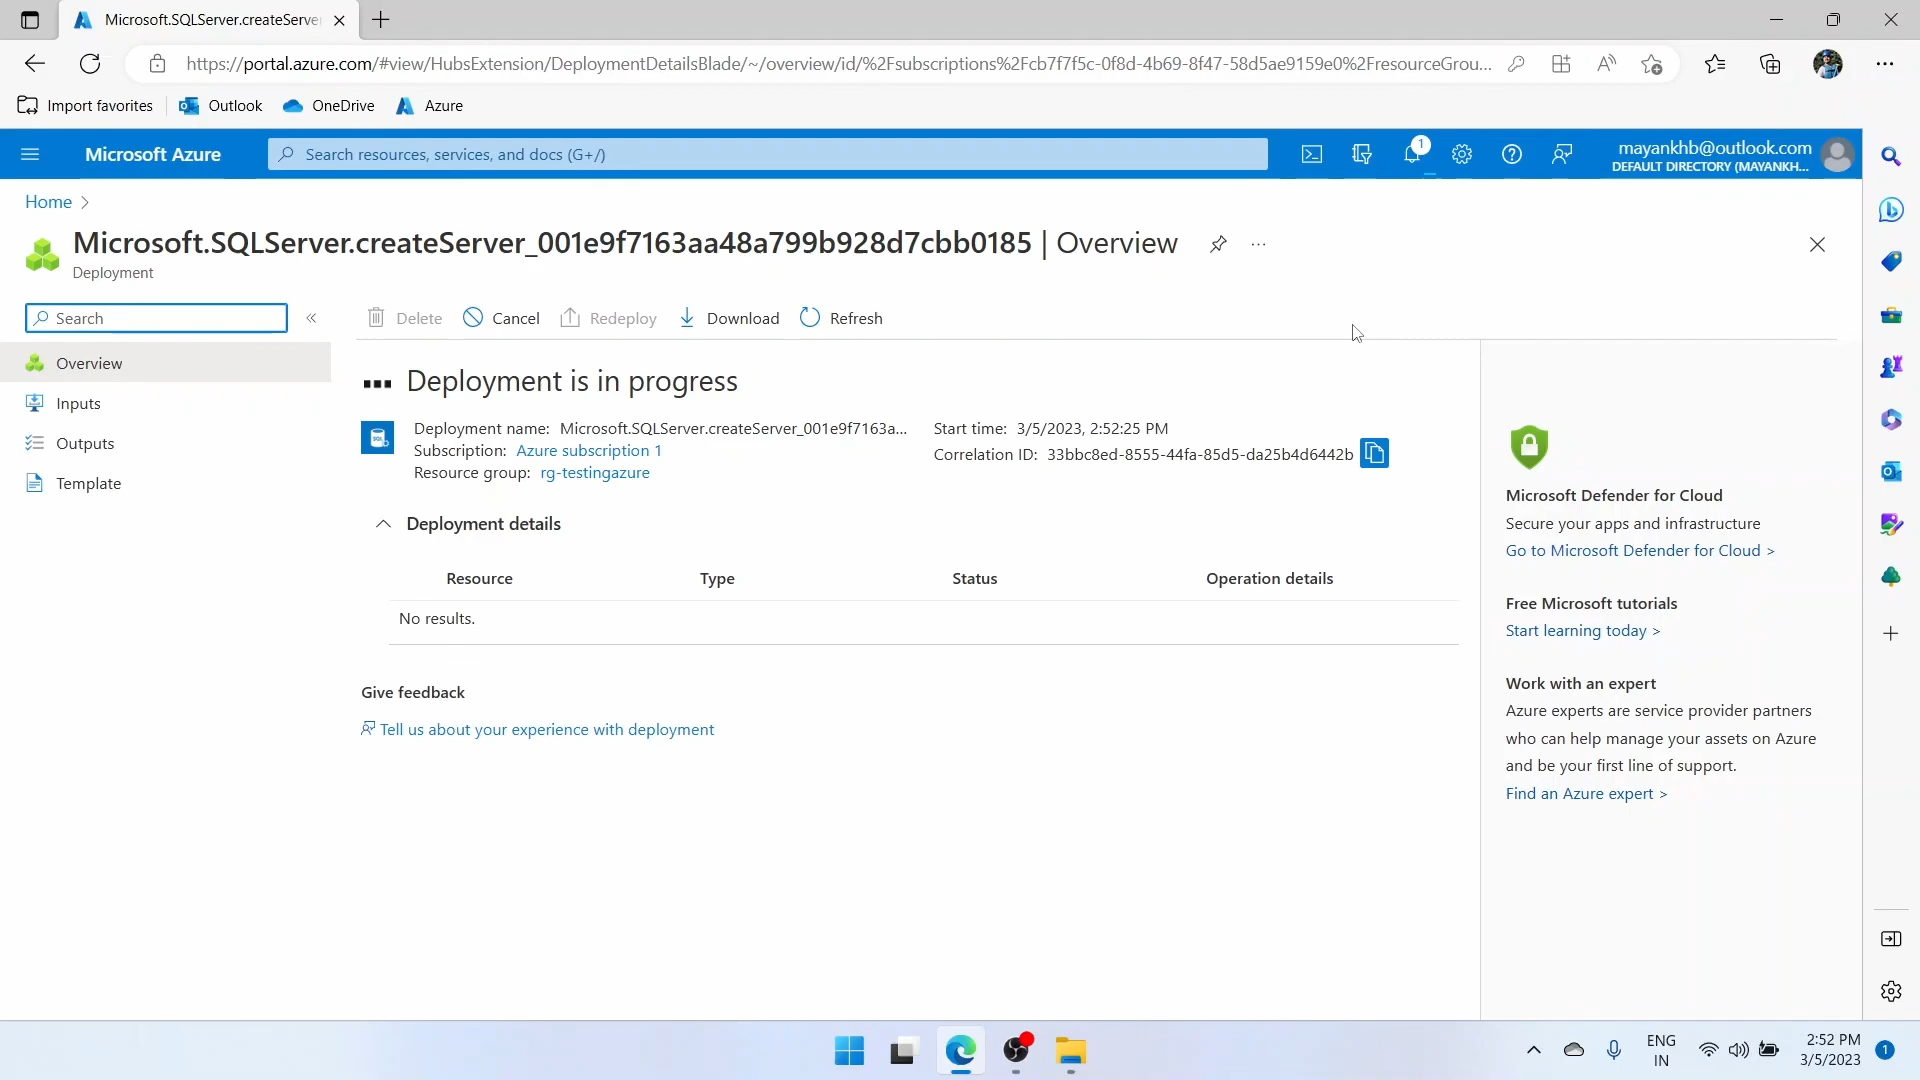 Microsoft.SQLServer.createServer
https://portal.azure.com/#view/HubsExtension/DeploymentDetailsBlade/~/overview/id/%2Fsubscriptions%2Fcb7f7f5c-0f8d-4b69-8f47-58d5ae9159e0%2FresourceGrou...
Import favorites
Outlook
OneDrive
Azure
Microsoft Azure
Search resources, services, and docs (G+/)
1
mayankhb@outlook.com
DEFAULT DIRECTORY (MAYANKH...
Home
Microsoft.SQLServer.createServer_001e9f7163aa48a799b928d7cbb0185 | Overview
Deployment
Search
Delete
Cancel
Redeploy
Download
Refresh
Overview
Inputs
Outputs
Template
Deployment is in progress
SQL
Deployment name: Microsoft.SQLServer.createServer_001e9f7163a...
Subscription: Azure subscription 1
Resource group: rg-testingazure
Start time: 3/5/2023, 2:52:25 PM
Correlation ID: 33bbc8ed-8555-44fa-85d5-da25b4d6442b
Deployment details
Resource Type Status Operation details
No results.
Give feedback
Tell us about your experience with deployment
Microsoft Defender for Cloud
Secure your apps and infrastructure
Go to Microsoft Defender for Cloud >
Free Microsoft tutorials
Start learning today >
Work with an expert
Azure experts are service provider partners
who can help manage your assets on Azure
and be your first line of support.
Find an Azure expert >
ENG
IN
2:52 PM
3/5/2023
1